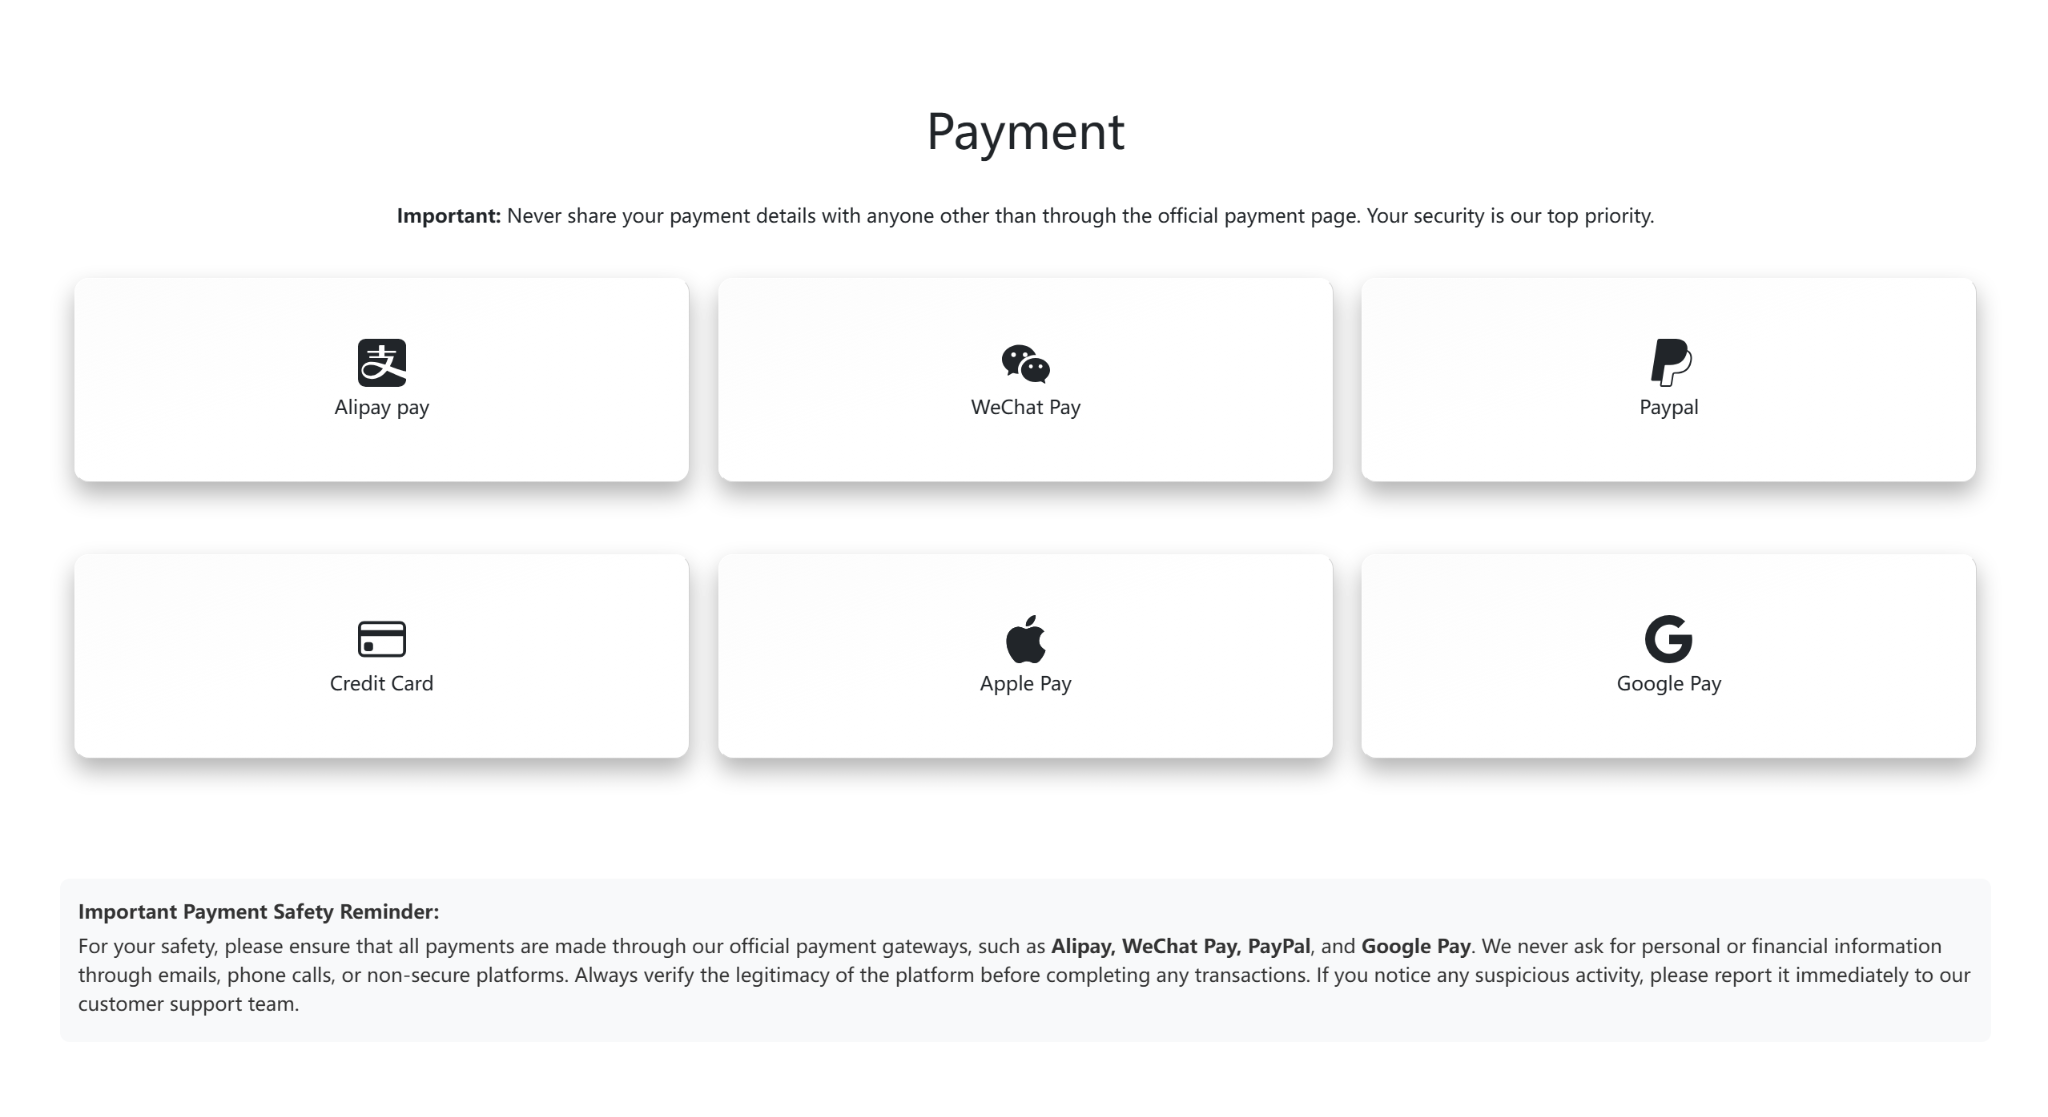 Payment
Important: Never share your payment details with anyone other than through the official payment page. Your security is our top priority.
支
Alipay pay
WeChat Pay
Paypal
Credit Card
Apple Pay
G
Google Pay
Important Payment Safety Reminder:
For your safety, please ensure that all payments are made through our official payment gateways, such as Alipay, WeChat Pay, PayPal, and Google Pay. We never ask for personal or financial information
through emails, phone calls, or non-secure platforms. Always verify the legitimacy of the platform before completing any transactions. If you notice any suspicious activity, please report it immediately to our
customer support team.